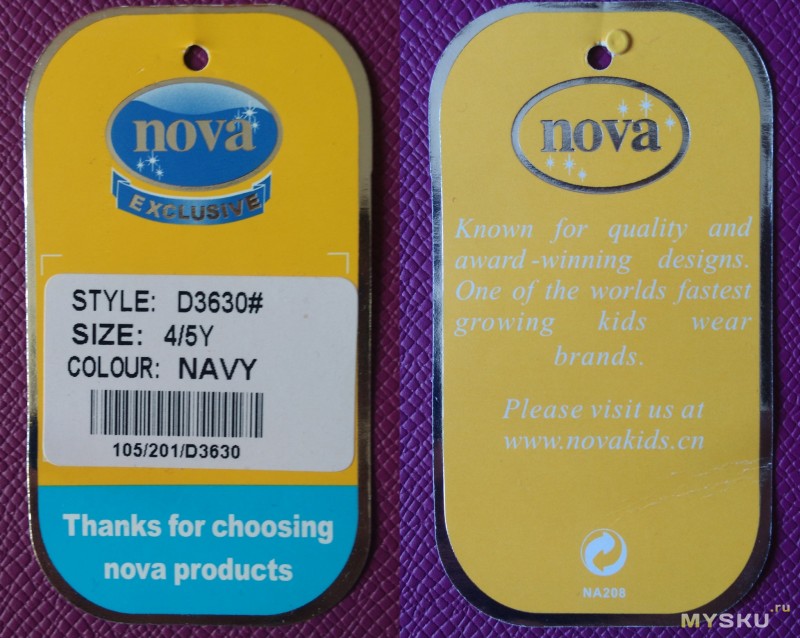 nova
EXCLUSIVE
STYLE: D3630#
SIZE: 4/5Y
COLOUR: NAVY
105/201/D3630
Thanks for choosing
nova products
nova
Known for quality and
award-winning designs.
One of the worlds fastest
growing kids wear
brands.
Please visit us at
www.novakids.cn
NA208
MYSKU.ru